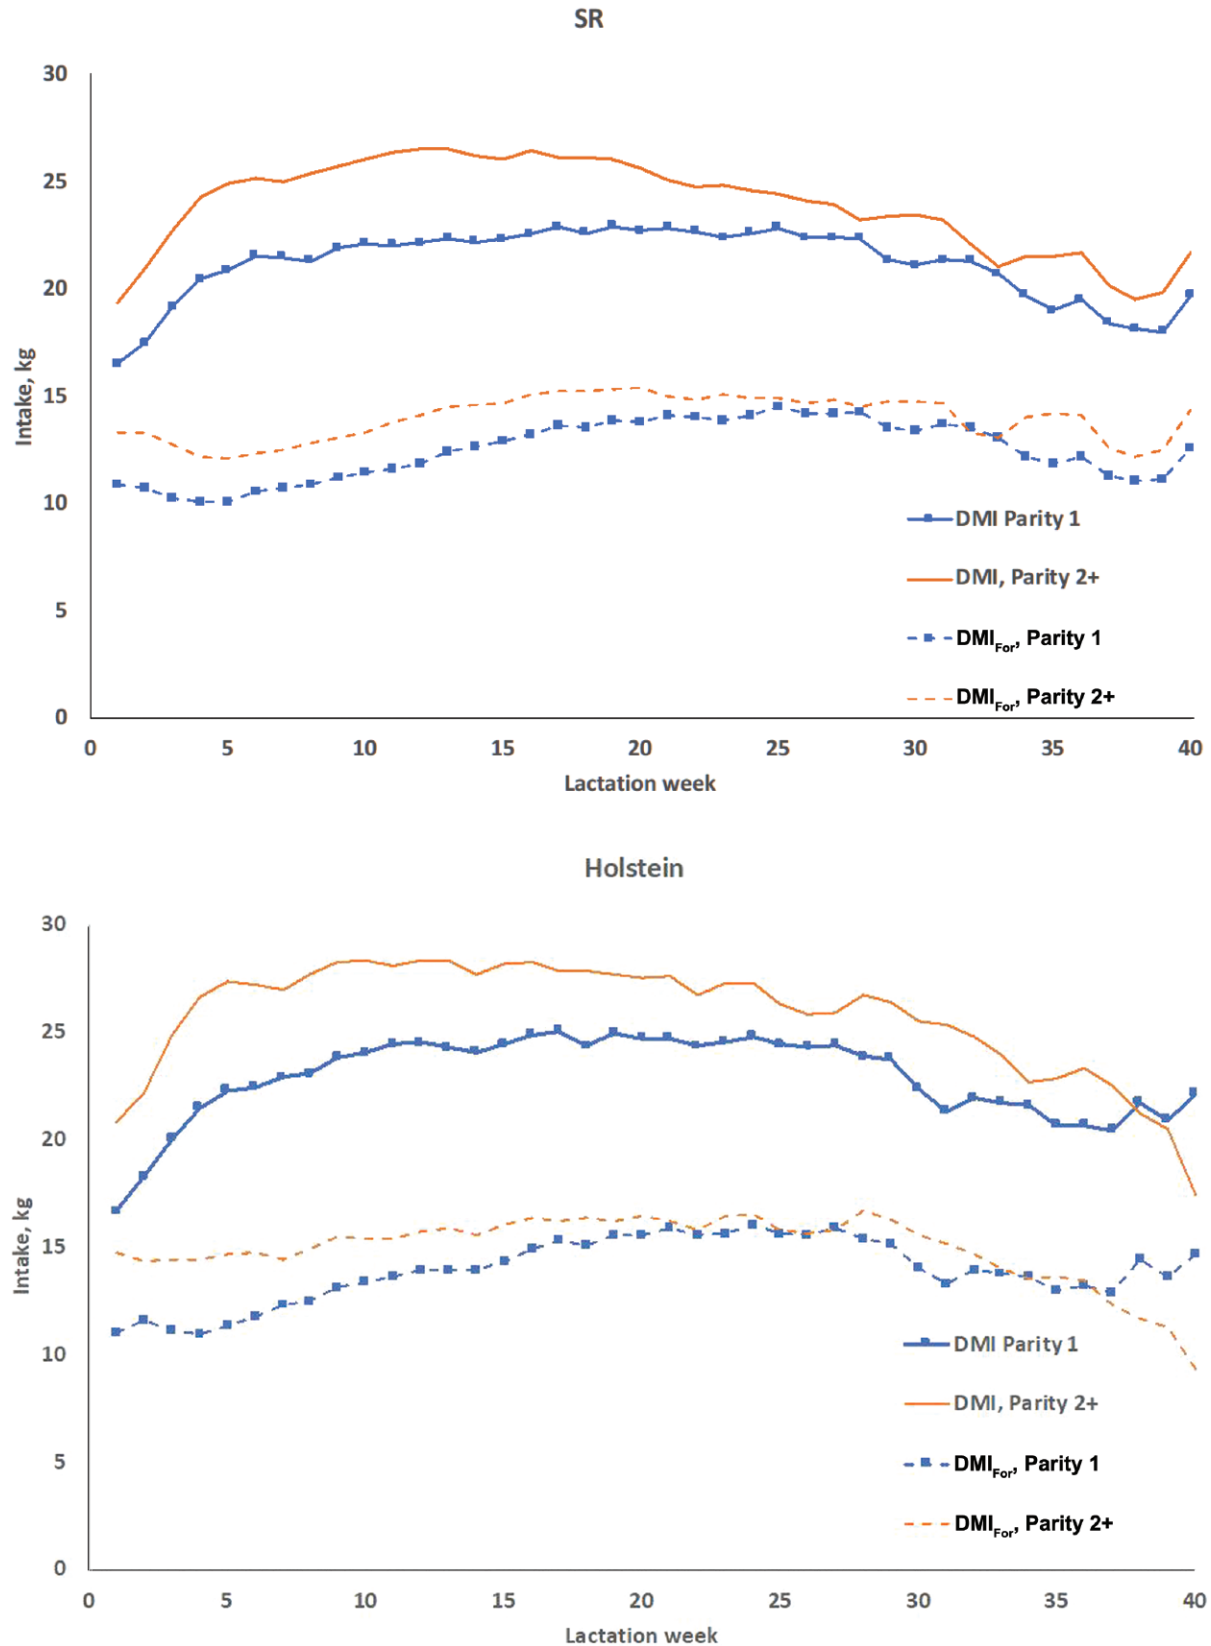 SR
30
25
20
15
10
5
0
Intake, kg
DMI Parity 1
DMI, Parity 2+
DMIFor, Parity 1
DMIFor, Parity 2+
0 5 10 15 20 25 30 35 40
Lactation week
Holstein
30
25
20
15
10
5
0
Intake, kg
DMI Parity 1
DMI, Parity 2+
DMIFor, Parity 1
DMIFor, Parity 2+
0 5 10 15 20 25 30 35 40
Lactation week